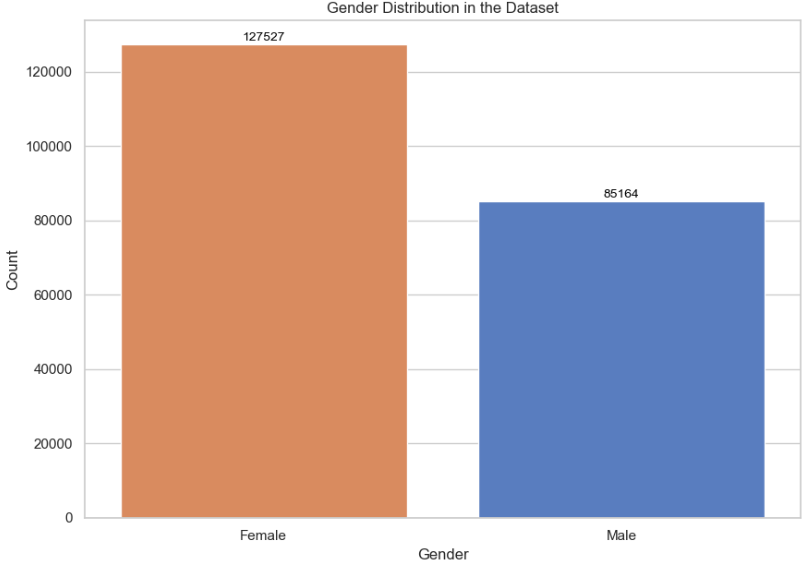 Gender Distribution in the Dataset
127527
85164
120000
100000
80000
60000
40000
20000
0
Count
Female
Male
Gender